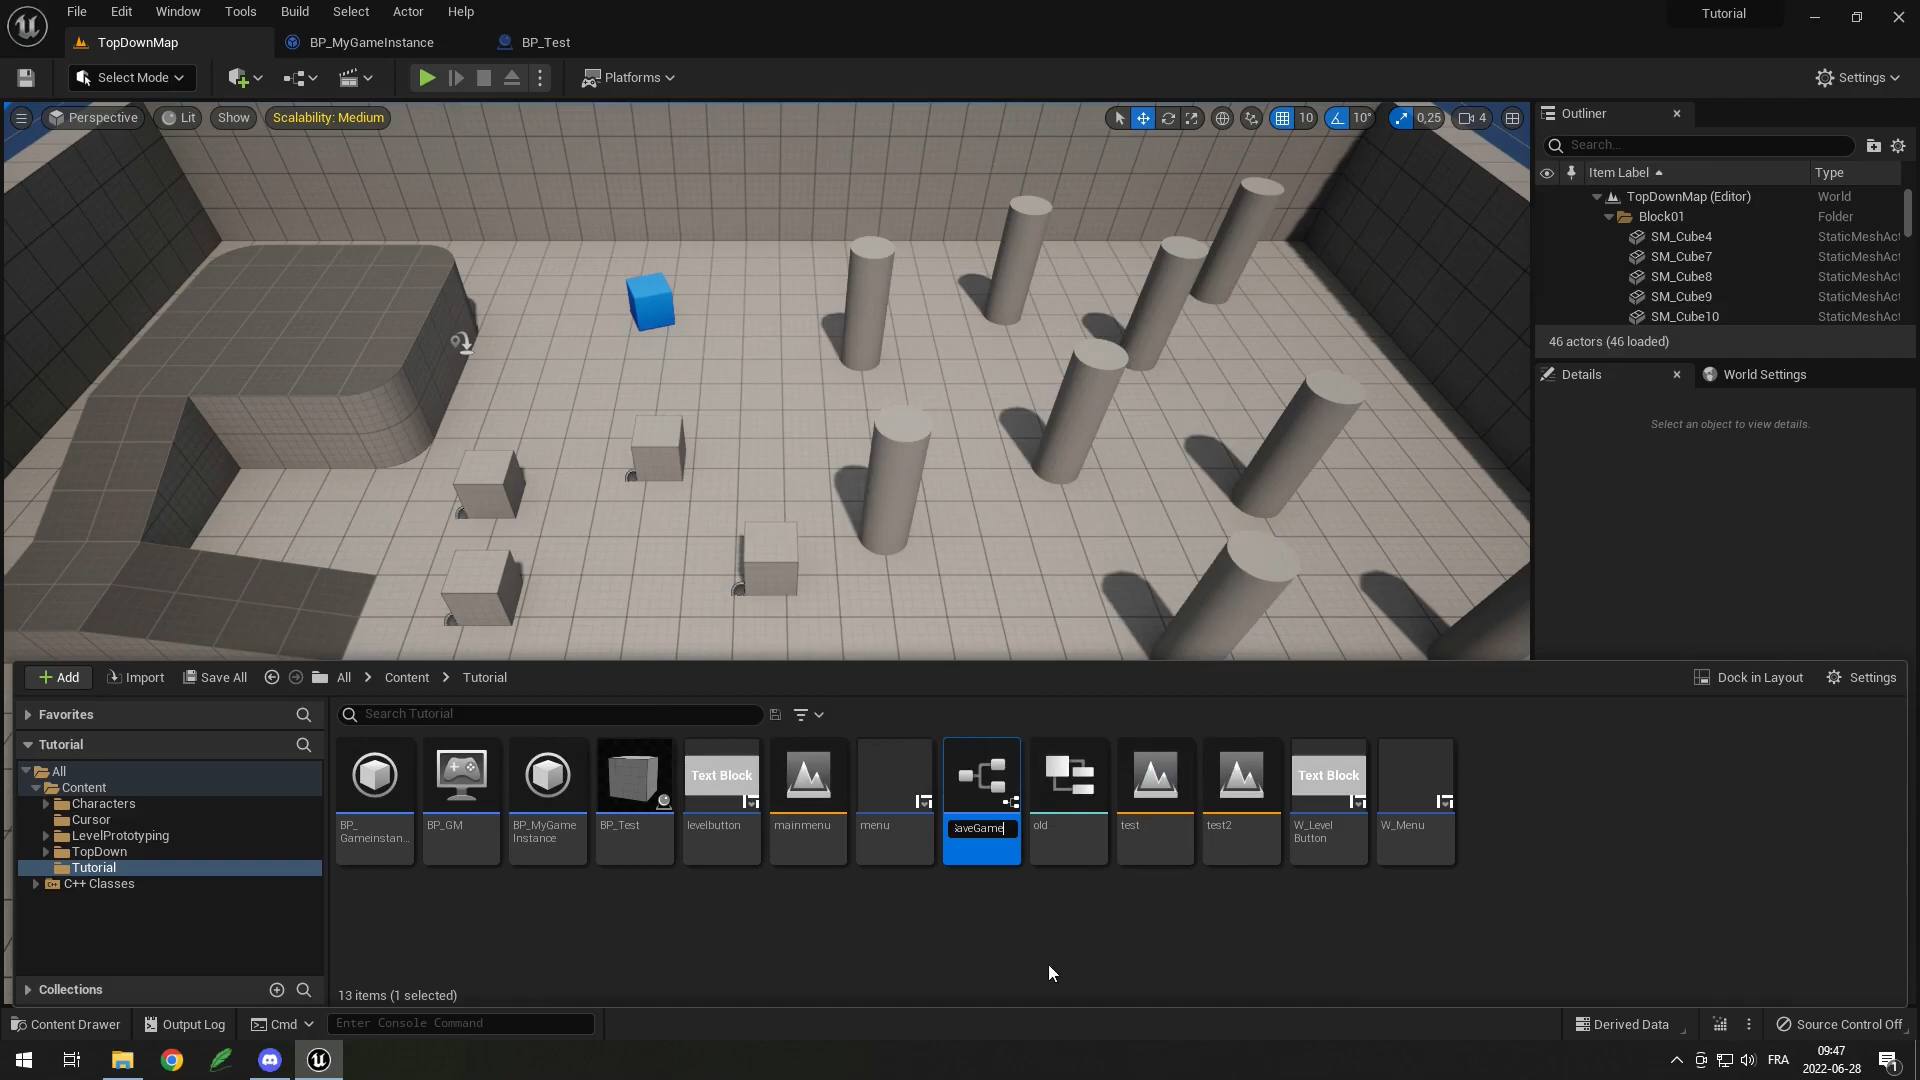 File Edit Window Tools Build Select Actor Help
Tutorial
TopDownMap BP_MyGameInstance BP_Test
Select Mode Platforms Settings
Perspective Lit Show Scalability: Medium 10 10° 0,25 4
Outliner
Search...
Item Label Type
TopDownMap (Editor) World
Block01 Folder
SM_Cube4 StaticMeshAct
SM_Cube7 StaticMeshAct
SM_Cube8 StaticMeshAct
SM_Cube9 StaticMeshAct
SM_Cube10 StaticMeshAct
46 actors (46 loaded)
Details World Settings
Select an object to view details.
Add Import Save All All Content Tutorial Dock in Layout Settings
Favorites
Search Tutorial
Tutorial
All
Content
Characters
Cursor
LevelPrototyping
TopDown
Tutorial
C++ Classes
Collections
Text Block Text Block
BP_
Gameinstan...
BP_GM
BP_MyGame
Instance
BP_Test
levelbutton
mainmenu
menu
SaveGame
old
test
test2
W_Level
Button
W_Menu
13 items (1 selected)
Content Drawer Output Log Cmd Enter Console Command Derived Data Source Control Off
FRA 09:47
2022-06-28
1